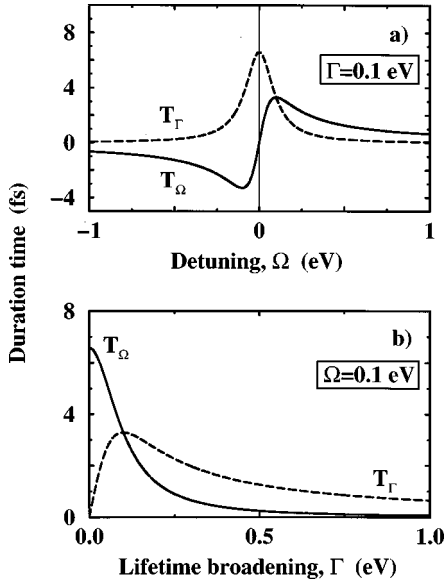 8
a)
Γ=0.1 eV
4
T_Γ
0
T_Ω
−4
−1
0
1
Detuning, Ω (eV)
Duration time (fs)
8
b)
T_Ω
Ω=0.1 eV
4
T_Γ
0
0.0
0.5
1.0
Lifetime broadening, Γ (eV)